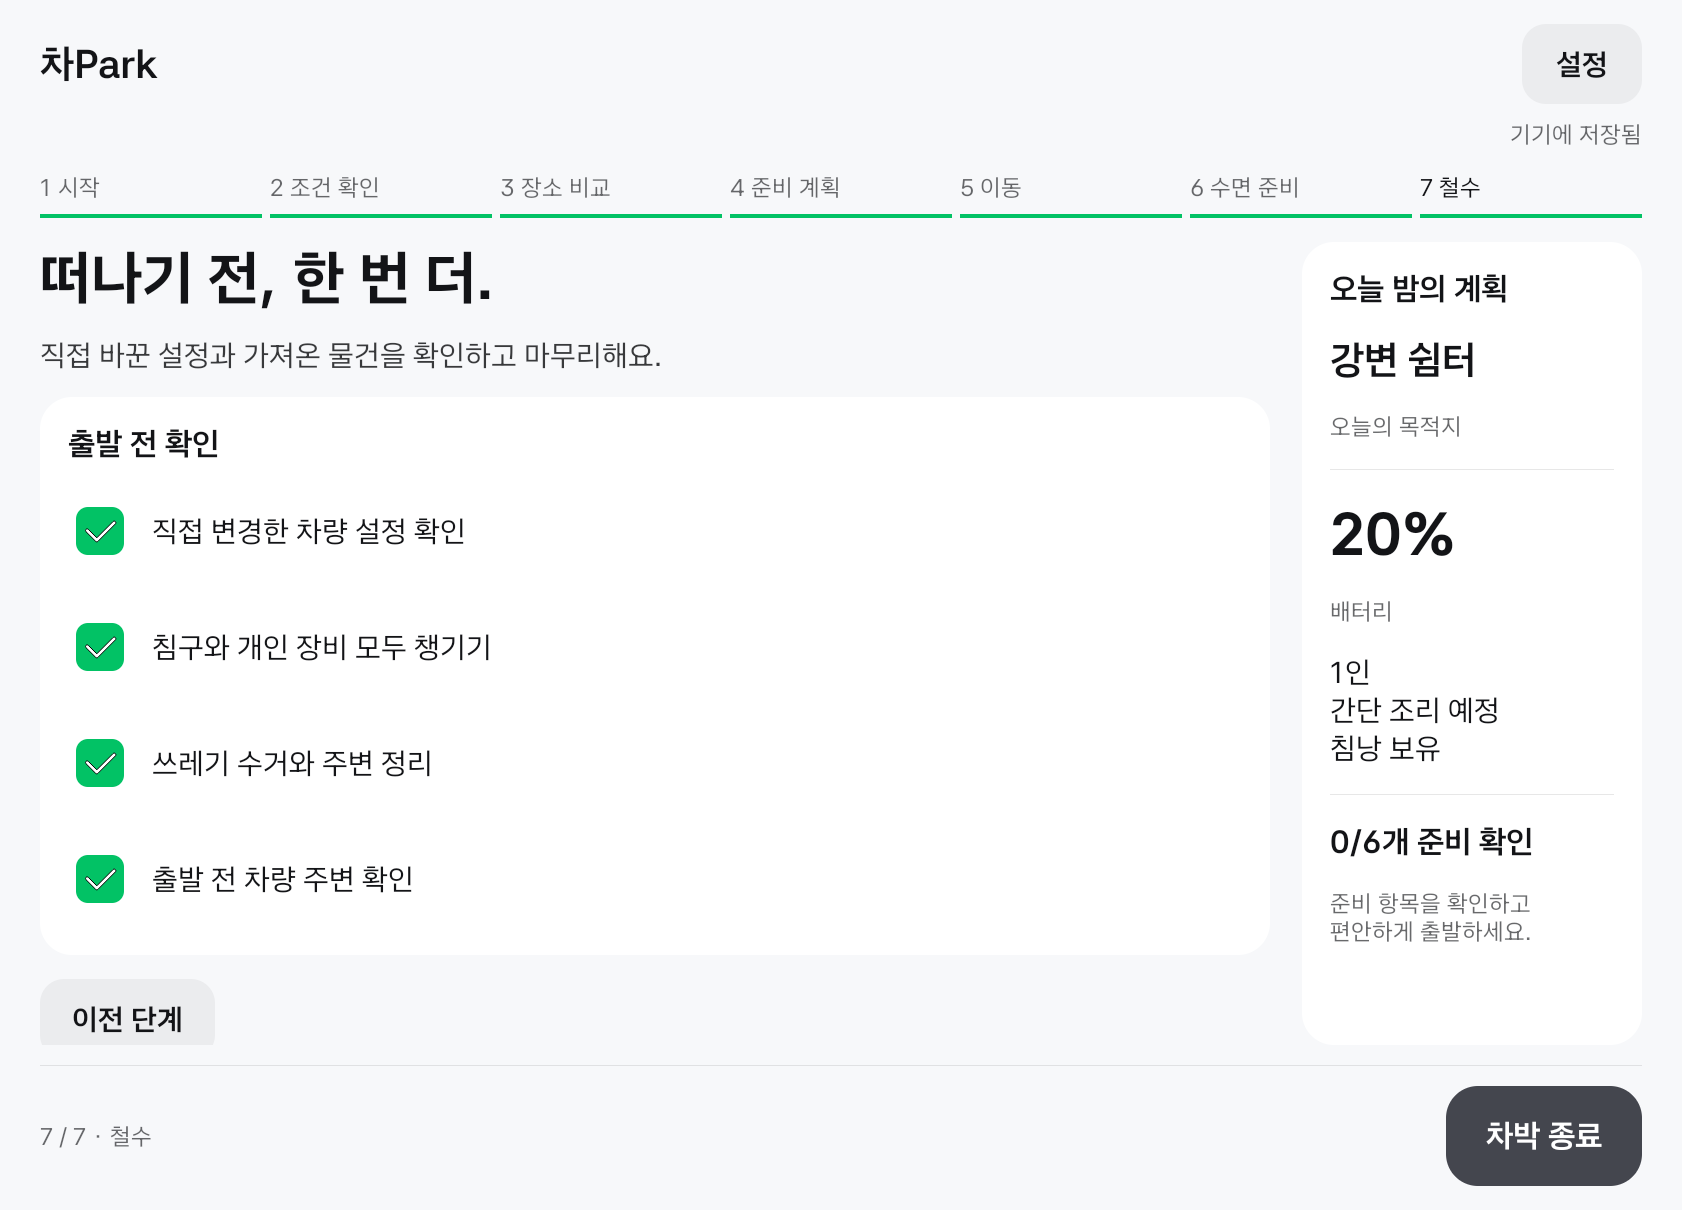 차Park
설정
기기에 저장됨
1 시작
2 조건 확인
3 장소 비교
4 준비 계획
5 이동
6 수면 준비
7 철수
떠나기 전, 한 번 더.
직접 바꾼 설정과 가져온 물건을 확인하고 마무리해요.
출발 전 확인
직접 변경한 차량 설정 확인
침구와 개인 장비 모두 챙기기
쓰레기 수거와 주변 정리
출발 전 차량 주변 확인
이전 단계
오늘 밤의 계획
강변 쉼터
오늘의 목적지
20%
배터리
1인
간단 조리 예정
침낭 보유
0/6개 준비 확인
준비 항목을 확인하고
편안하게 출발하세요.
7 / 7 · 철수
차박 종료